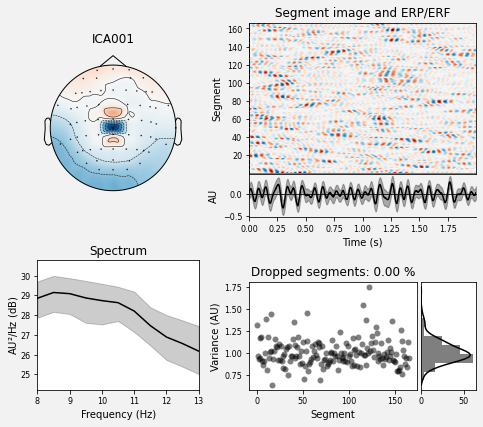 ICA001
Segment image and ERP/ERF
Segment
160
140
120
100
80
60
40
20
AU
0.0
−0.5
0.00 0.25 0.50 0.75 1.00 1.25 1.50 1.75
Time (s)
Spectrum
AU²/Hz (dB)
30
29
28
27
26
25
8 9 10 11 12 13
Frequency (Hz)
Dropped segments: 0.00 %
Variance (AU)
1.75
1.50
1.25
1.00
0.75
0 50 100 150
Segment
0 50